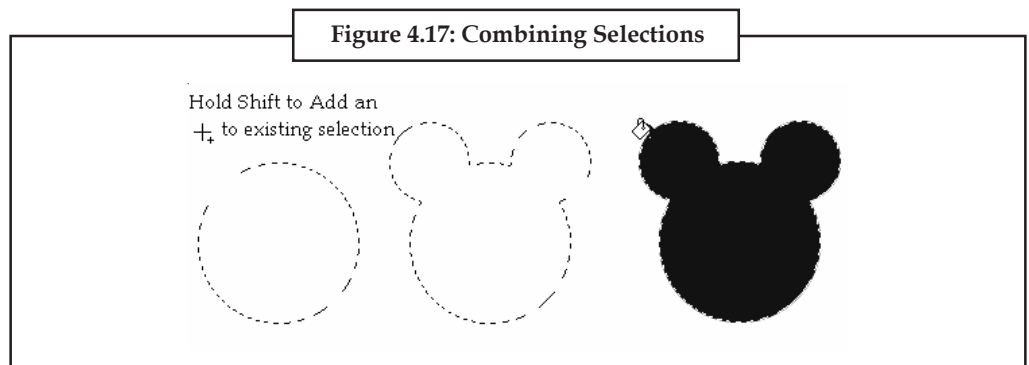 Figure 4.17: Combining Selections
Hold Shift to Add an
to existing selection